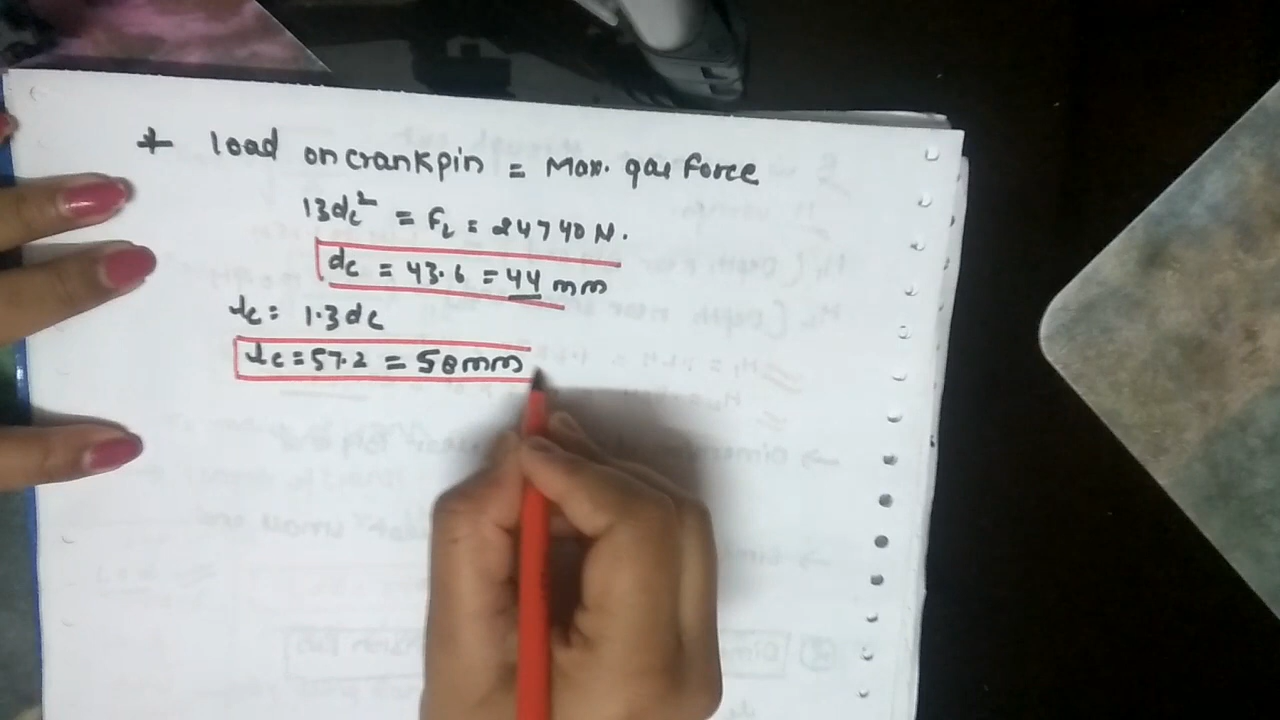 * load on crankpin = Max. gas force
13dc² = FL = 24740 N.
dc = 43.6 = 44 mm
lc = 1.3dc
lc = 57.2 = 58mm